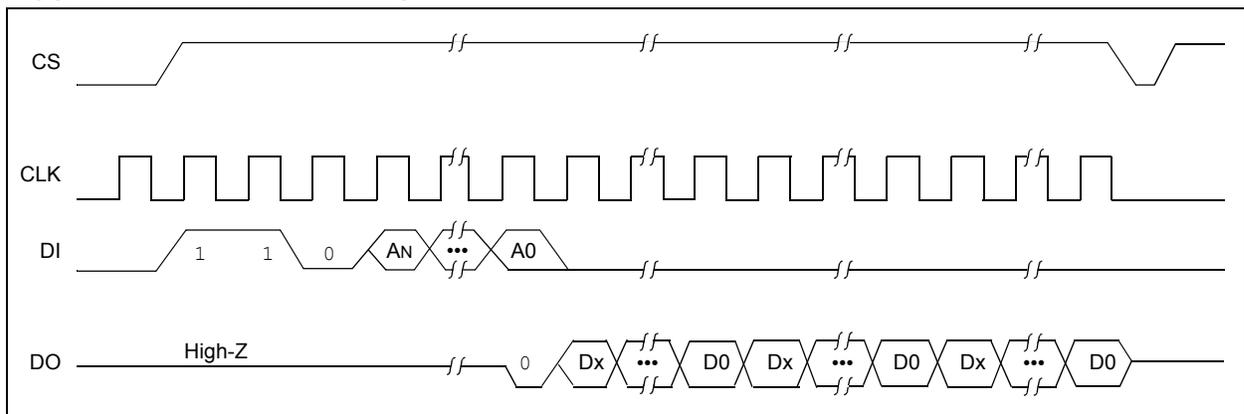 CS
CLK
DI 1 1 0 AN ••• A0
High-Z
DO 0 Dx ••• D0 Dx ••• D0 Dx ••• D0